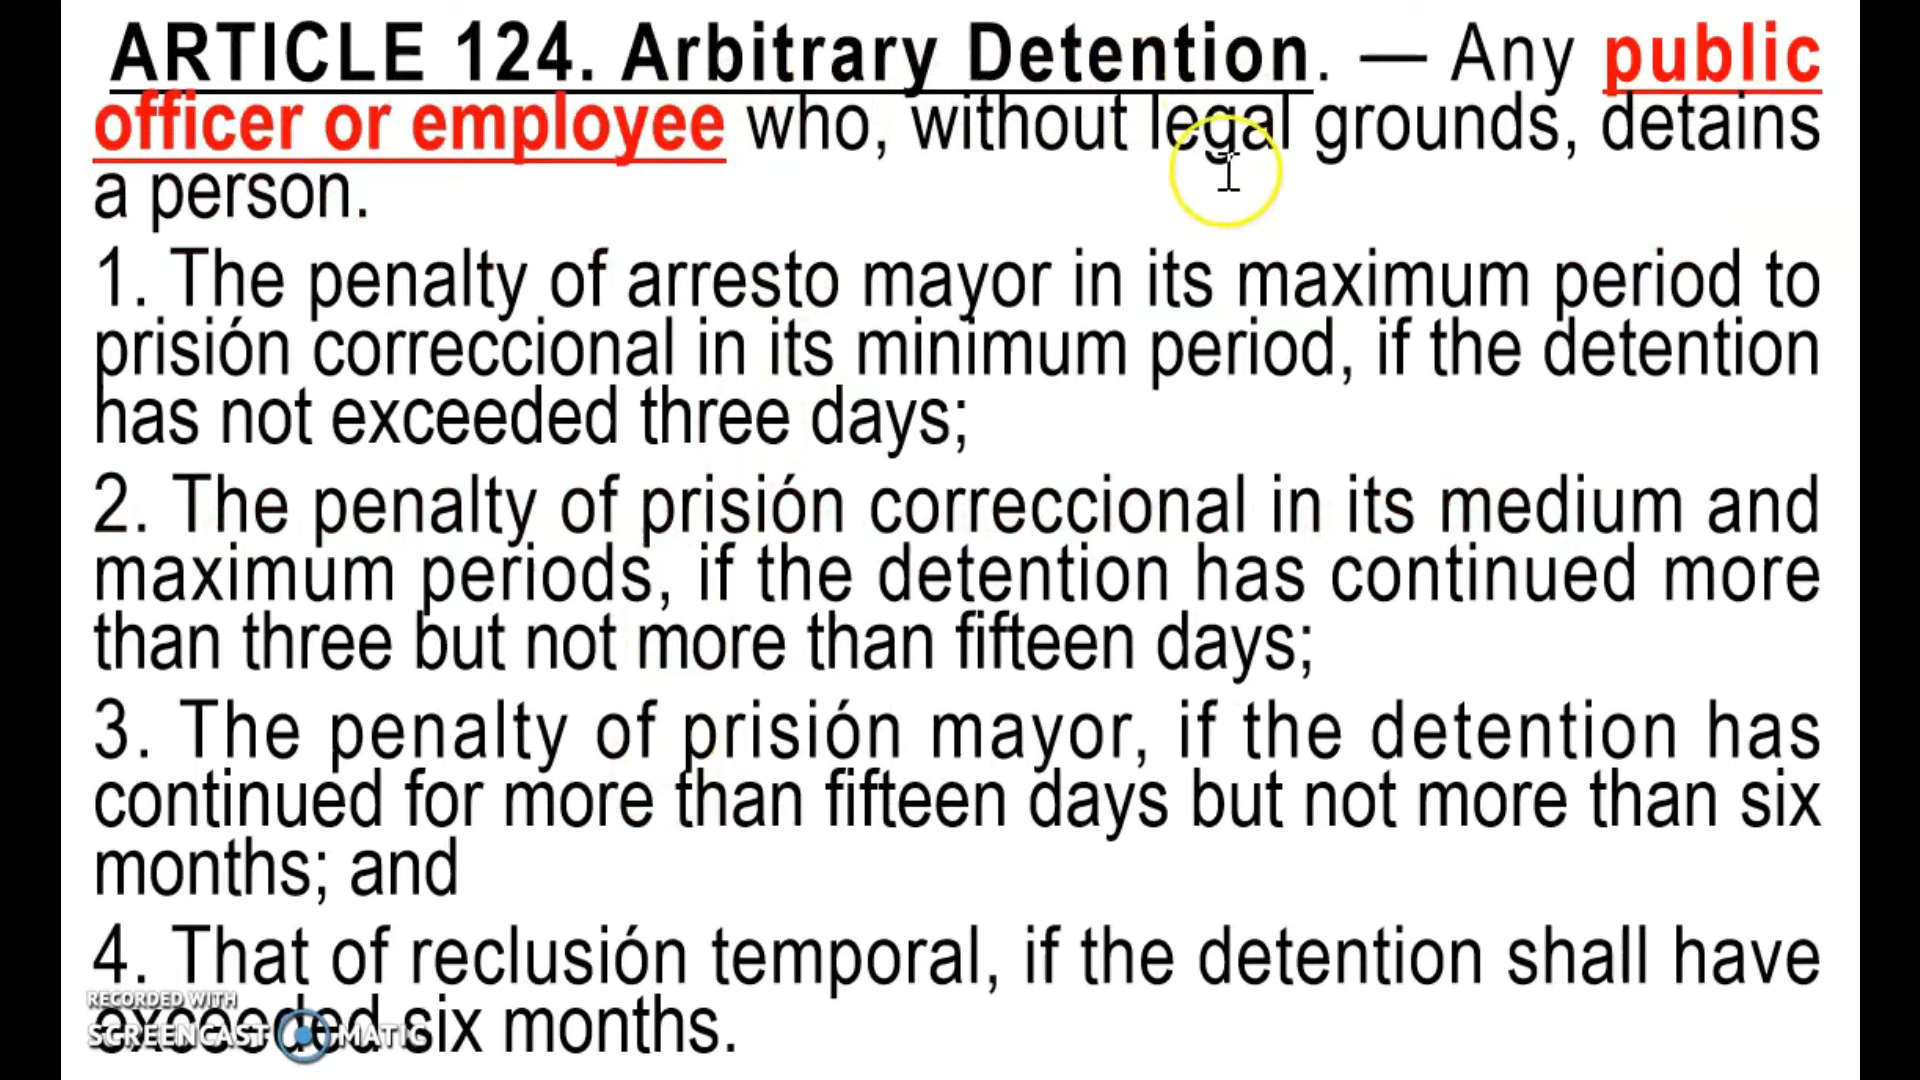 ARTICLE 124. Arbitrary Detention. — Any public
officer or employee who, without legal grounds, detains
a person.
1. The penalty of arresto mayor in its maximum period to
prisión correccional in its minimum period, if the detention
has not exceeded three days;
2. The penalty of prisión correccional in its medium and
maximum periods, if the detention has continued more
than three but not more than fifteen days;
3. The penalty of prisión mayor, if the detention has
continued for more than fifteen days but not more than six
months; and
4. That of reclusión temporal, if the detention shall have
exceeded six months.
RECORDED WITH
SCREENCAST MATIC